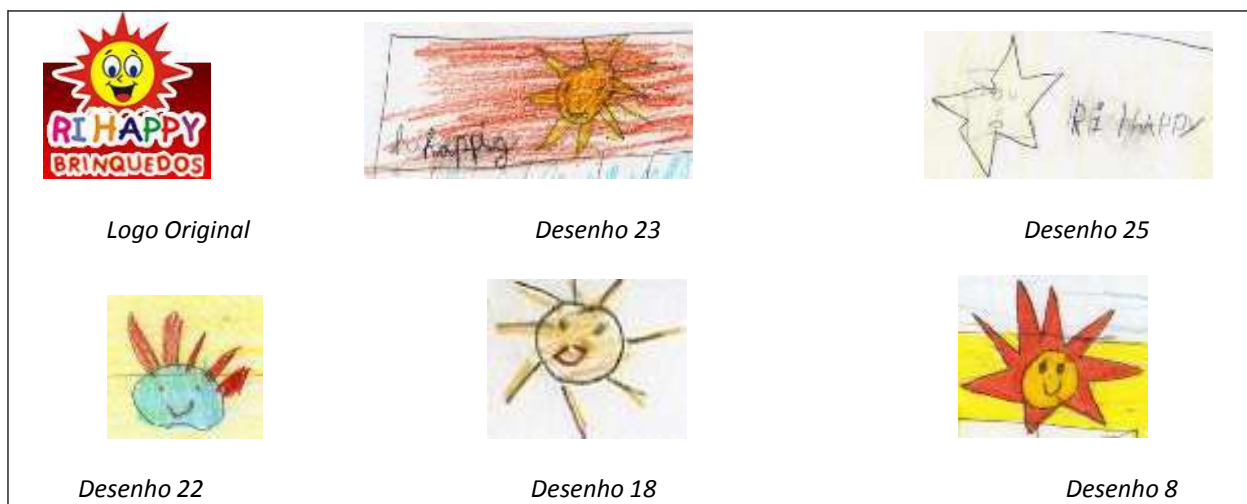 RI HAPPY
BRINQUEDOS
happy
RI HAPPY
Logo Original
Desenho 23
Desenho 25
Desenho 22
Desenho 18
Desenho 8